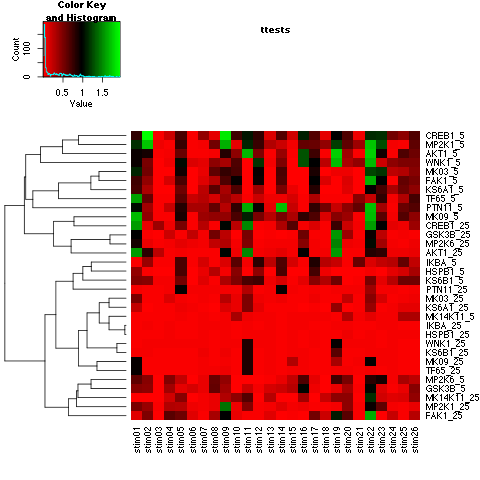 Color Key
and Histogram
Count
0
100
0.5
1
1.5
Value
ttests
CREB1_5
MP2K1_5
AKT1_5
WNK1_5
MK03_5
FAK1_5
KS6A1_5
TF65_5
PTN11_5
MK09_5
CREB1_25
GSK3B_25
MP2K6_25
AKT1_25
IKBA_5
HSPB1_5
KS6B1_5
PTN11_25
MK03_25
KS6A1_25
MK14K11_5
IKBA_25
HSPB1_25
WNK1_25
KS6B1_25
MK09_25
TF65_25
MP2K6_5
GSK3B_5
MK14K11_25
MP2K1_25
FAK1_25
stim01
stim02
stim03
stim04
stim05
stim06
stim07
stim08
stim09
stim10
stim11
stim12
stim13
stim14
stim15
stim16
stim17
stim18
stim19
stim20
stim21
stim22
stim23
stim24
stim25
stim26